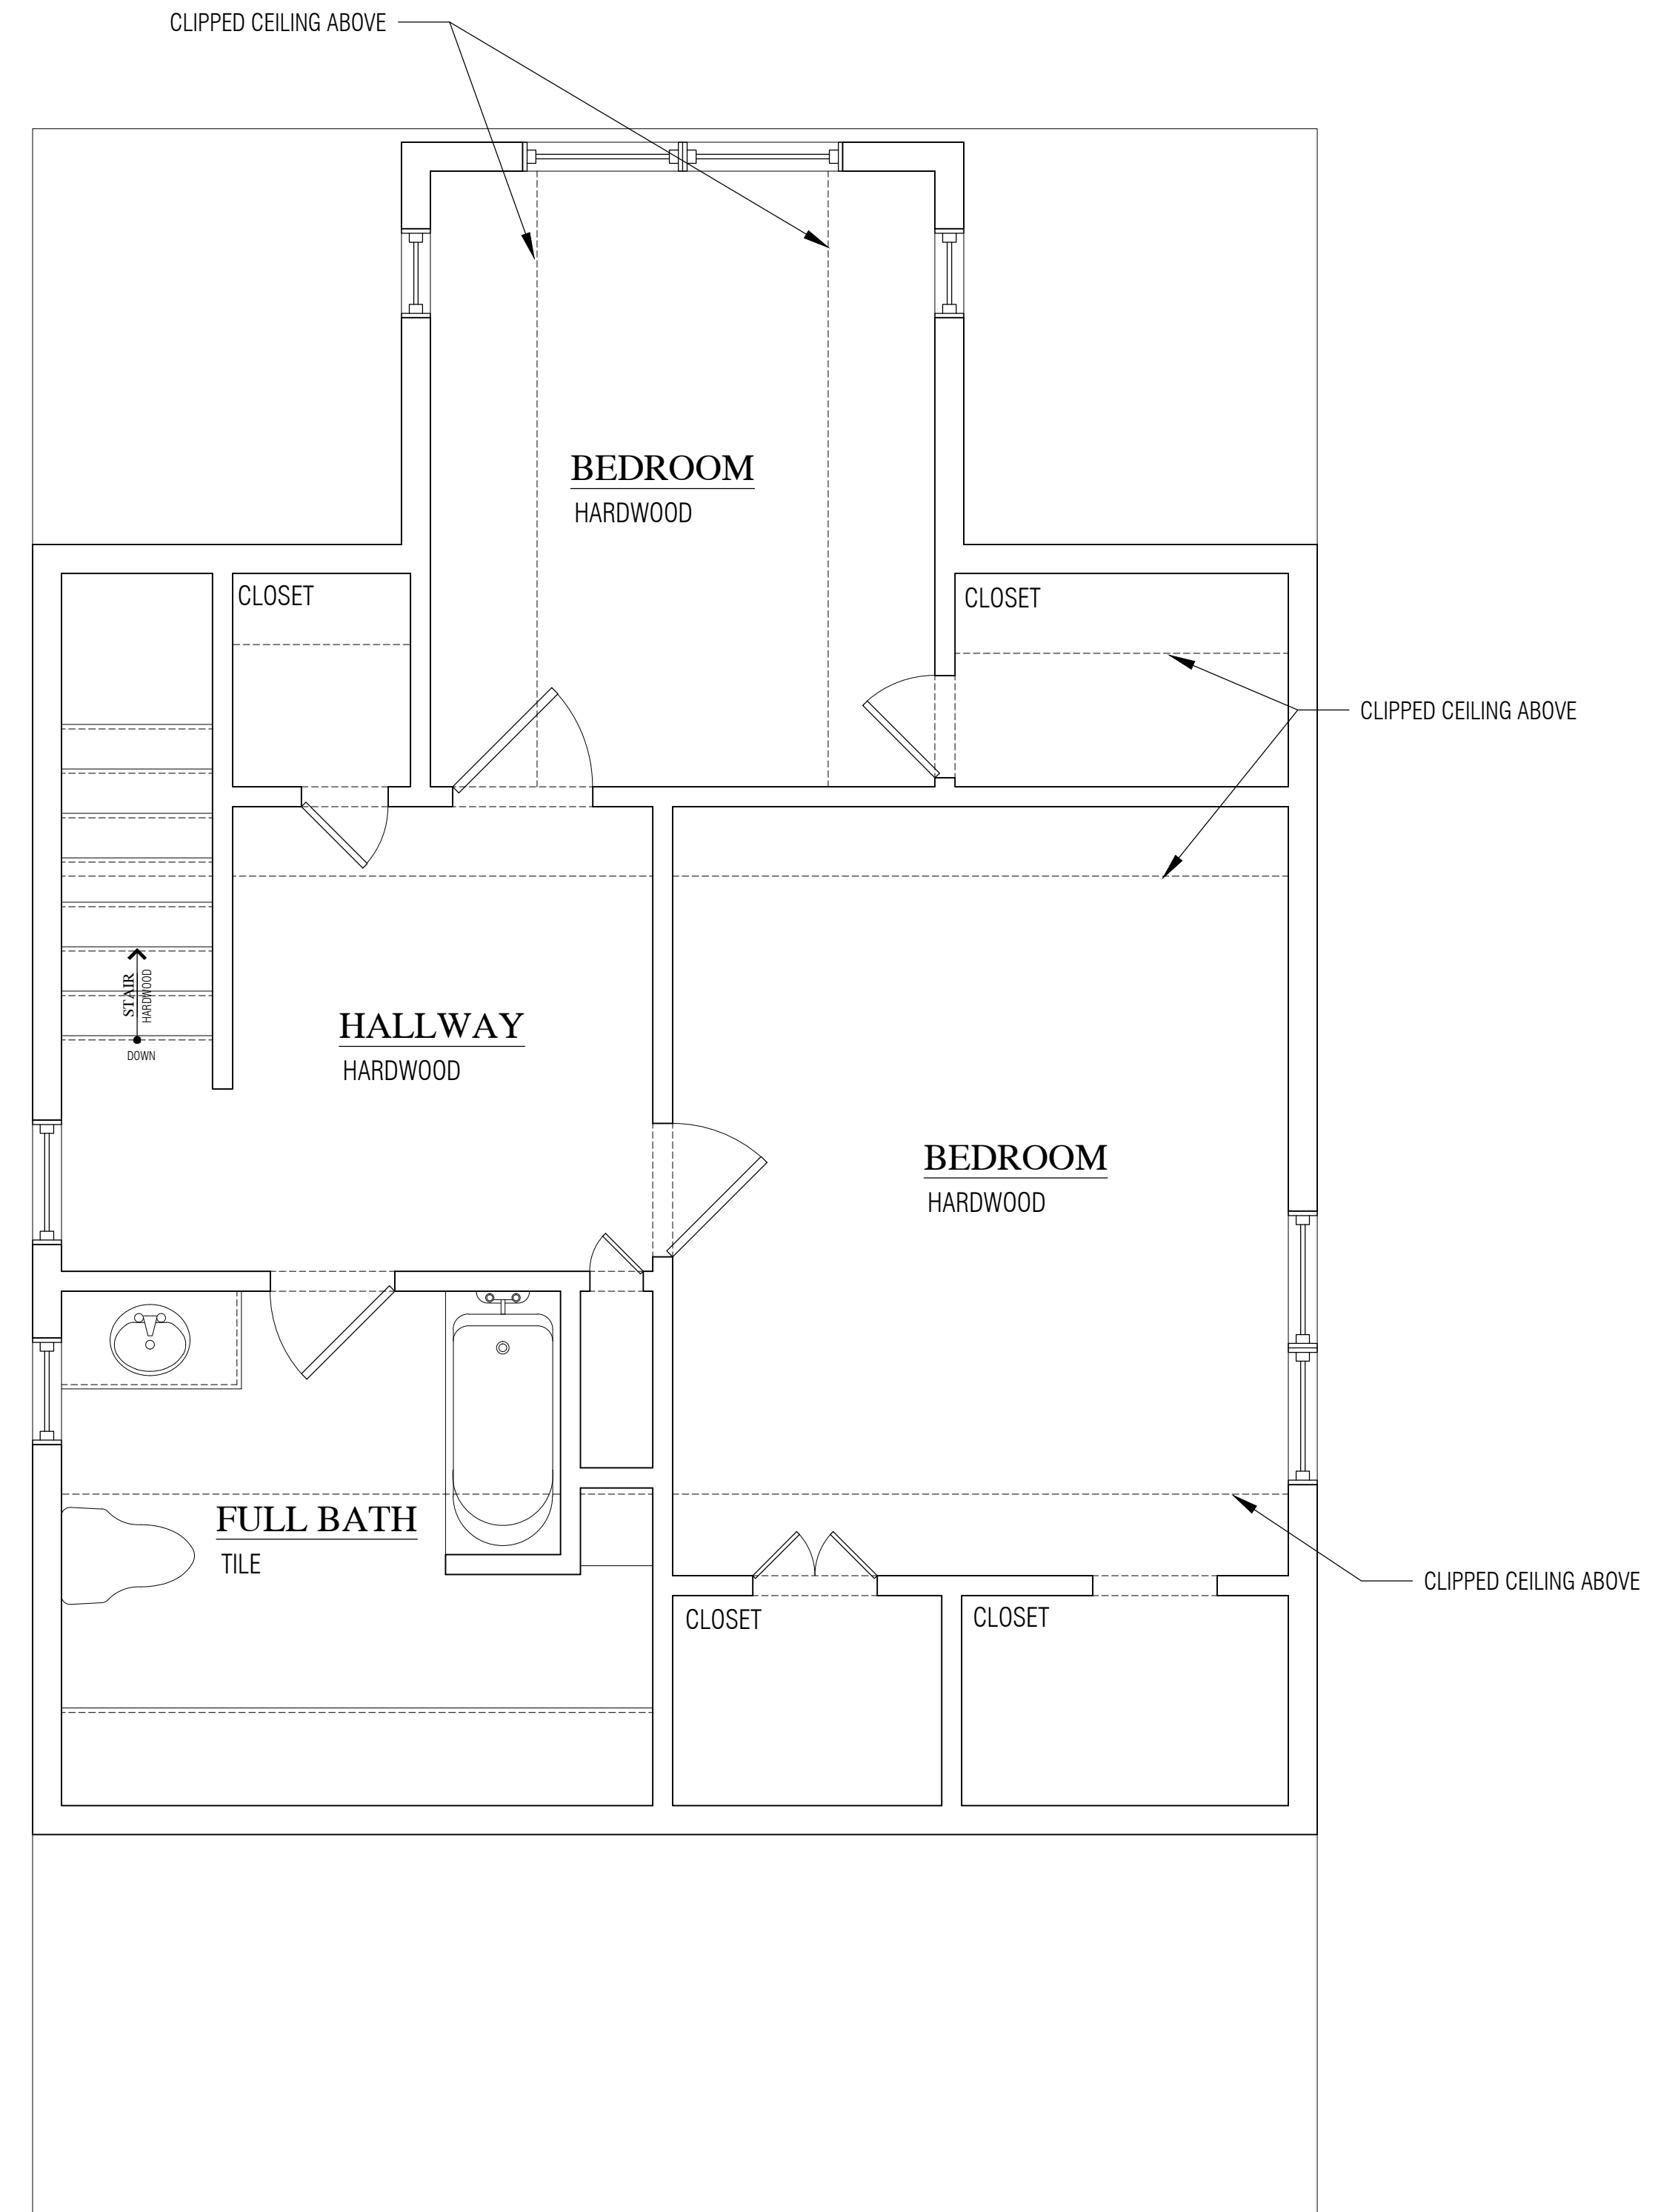 CLIPPED CEILING ABOVE
BEDROOM
HARDWOOD
CLOSET
CLOSET
CLIPPED CEILING ABOVE
STAIR
HARDWOOD
DOWN
HALLWAY
HARDWOOD
BEDROOM
HARDWOOD
FULL BATH
TILE
CLIPPED CEILING ABOVE
CLOSET
CLOSET